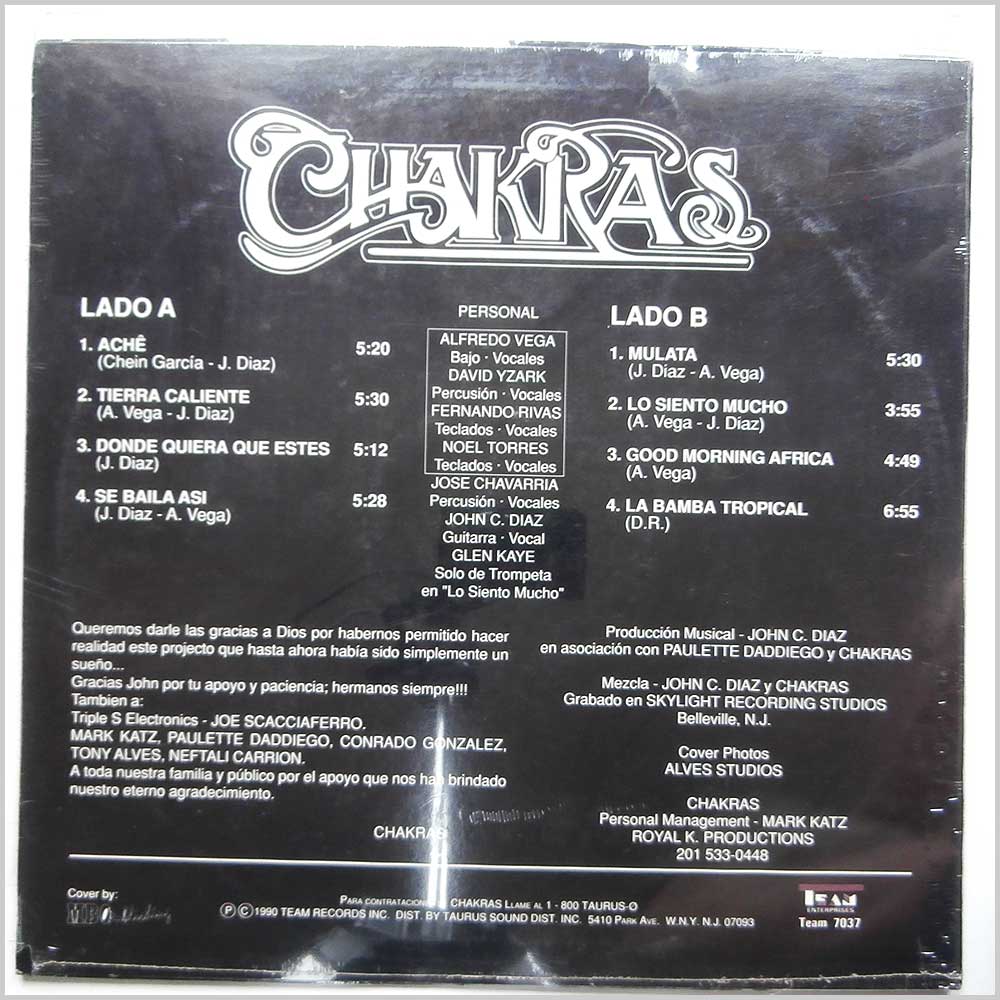 CHAKRAS
LADO A
1. ACHÊ 5:20
(Chein García - J. Diaz)
2. TIERRA CALIENTE 5:30
(A. Vega - J. Diaz)
3. DONDE QUIERA QUE ESTES 5:12
(J. Diaz)
4. SE BAILA ASI 5:28
(J. Diaz - A. Vega)
PERSONAL
ALFREDO VEGA
Bajo · Vocales
DAVID YZARK
Percusión · Vocales
FERNANDO RIVAS
Teclados · Vocales
NOEL TORRES
Teclados · Vocales
JOSE CHAVARRIA
Percusión · Vocales
JOHN C. DIAZ
Guitarra · Vocal
GLEN KAYE
Solo de Trompeta
en "Lo Siento Mucho"
LADO B
1. MULATA 5:30
(J. Diaz - A. Vega)
2. LO SIENTO MUCHO 3:55
(A. Vega - J. Diaz)
3. GOOD MORNING AFRICA 4:49
(A. Vega)
4. LA BAMBA TROPICAL 6:55
(D.R.)
Queremos darle las gracias a Dios por habernos permitido hacer
realidad este projecto que hasta ahora había sido simplemente un
sueño...
Gracias John por tu apoyo y paciencia; hermanos siempre!!!
Tambien a:
Triple S Electronics - JOE SCACCIAFERRO.
MARK KATZ, PAULETTE DADDIEGO, CONRADO GONZALEZ,
TONY ALVES, NEFTALI CARRION.
A toda nuestra familia y público por el apoyo que nos han brindado
nuestro eterno agradecimiento.
CHAKRAS
Producción Musical - JOHN C. DIAZ
en asociación con PAULETTE DADDIEGO y CHAKRAS
Mezcla - JOHN C. DIAZ y CHAKRAS
Grabado en SKYLIGHT RECORDING STUDIOS
Belleville, N.J.
Cover Photos
ALVES STUDIOS
CHAKRAS
Personal Management - MARK KATZ
ROYAL K. PRODUCTIONS
201 533-0448
Cover by:
PARA CONTRATACIONES CHAKRAS LLAME AL 1 - 800 TAURUS-Ø
Ⓟ © 1990 TEAM RECORDS INC. DIST. BY TAURUS SOUND DIST. INC. 5410 PARK AVE. W.N.Y. N.J. 07093
TEAM
ENTERPRISES
Team 7037